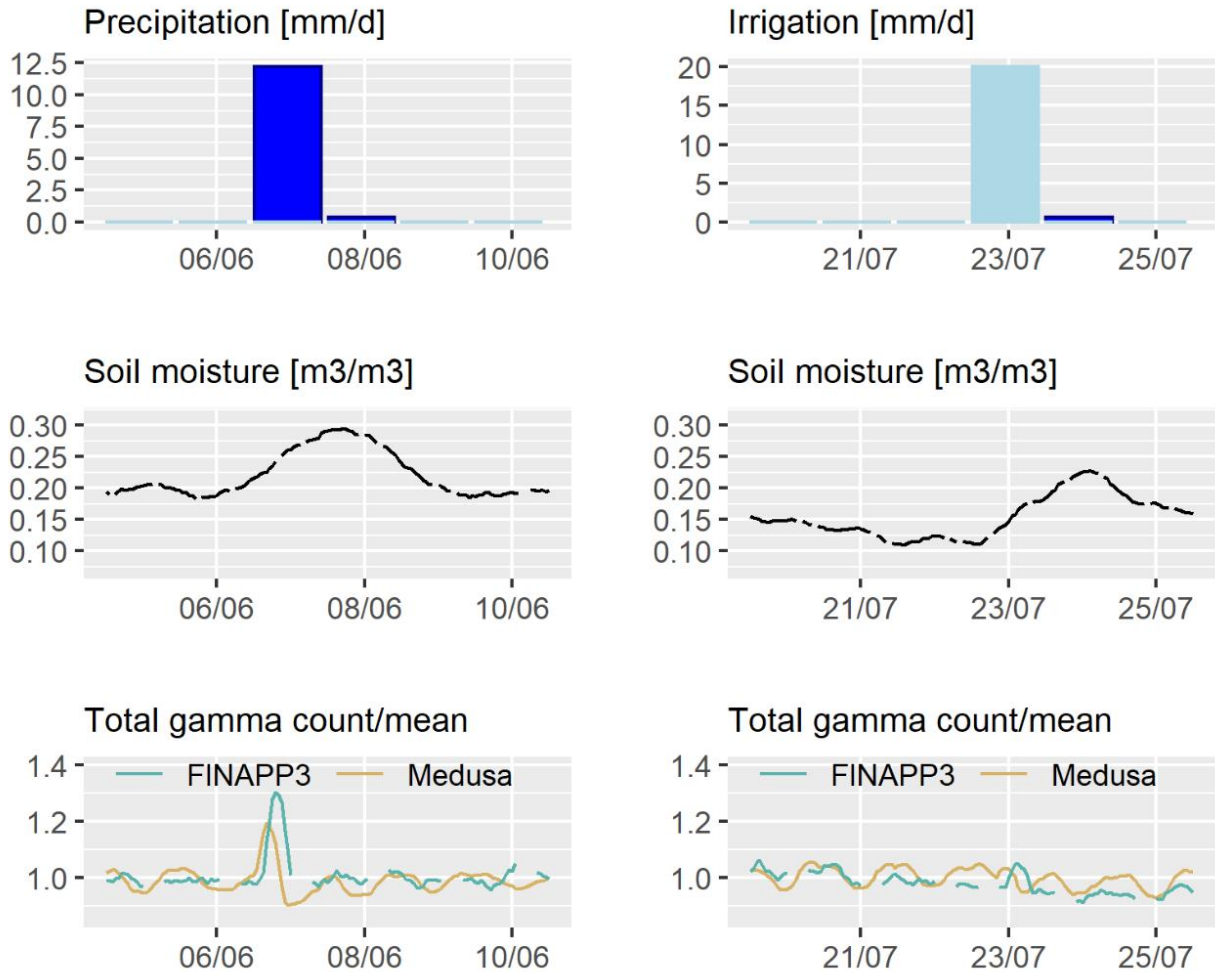 Precipitation [mm/d]
12.5
10.0
7.5
5.0
2.5
0.0
06/06 08/06 10/06
Irrigation [mm/d]
20
15
10
5
0
21/07 23/07 25/07
Soil moisture [m3/m3]
0.30
0.25
0.20
0.15
0.10
06/06 08/06 10/06
Soil moisture [m3/m3]
0.30
0.25
0.20
0.15
0.10
21/07 23/07 25/07
Total gamma count/mean
1.4
FINAPP3 Medusa
1.2
1.0
06/06 08/06 10/06
Total gamma count/mean
1.4
FINAPP3 Medusa
1.2
1.0
21/07 23/07 25/07